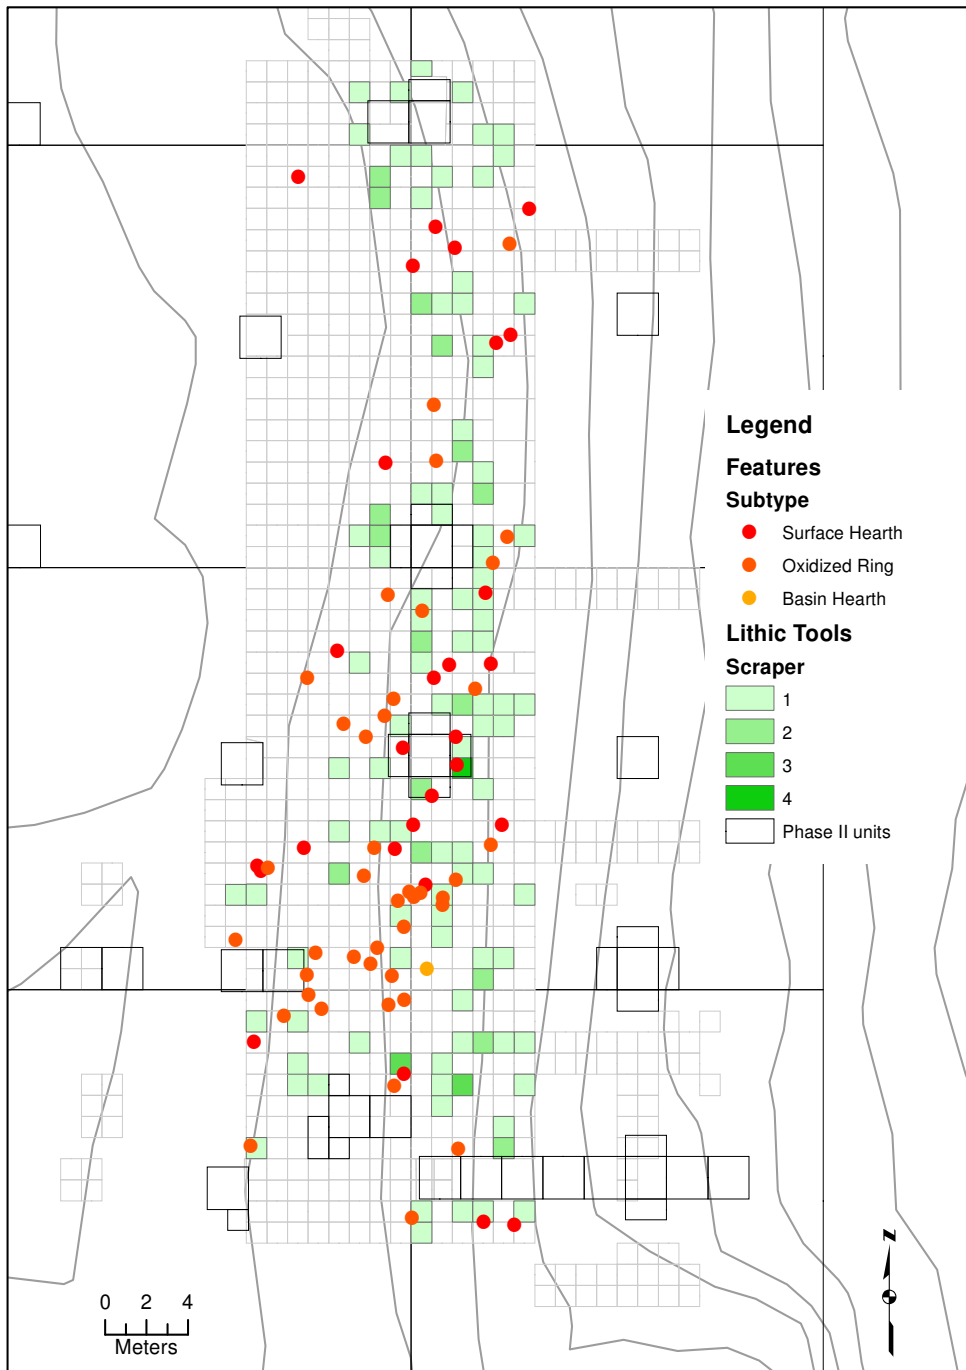 Legend
Features
Subtype
Surface Hearth
Oxidized Ring
Basin Hearth
Lithic Tools
Scraper
1
2
3
4
Phase II units
z
0 2 4
Meters